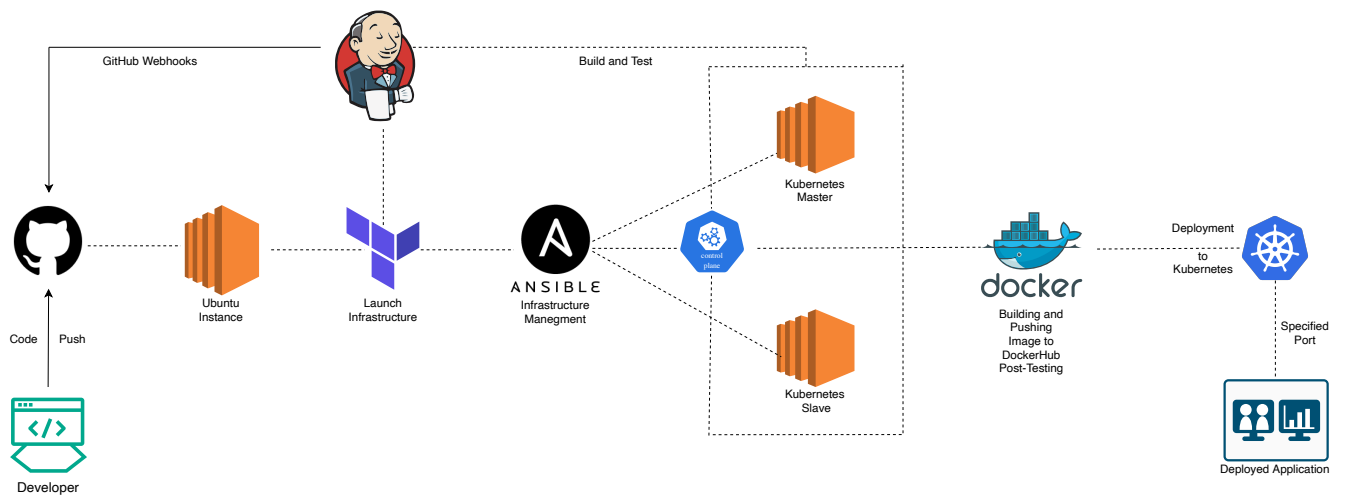 GitHub Webhooks
Build and Test
Kubernetes
Master
control
plane
Ubuntu
Instance
Launch
Infrastructure
ANSIBLE
Infrastructure
Manegment
docker
Building and
Pushing
Image to
DockerHub
Post-Testing
Deployment
to
Kubernetes
Code
Push
Kubernetes
Slave
Specified
Port
Deployed Application
Developer